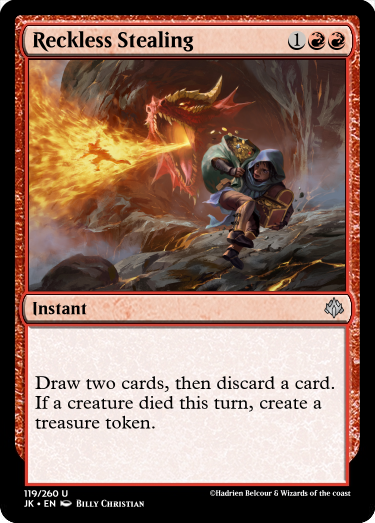 Reckless Stealing 1
Instant
Draw two cards, then discard a card.
If a creature died this turn, create a
treasure token.
119/260 U
©Hadrien Belcour & Wizards of the coast
JK • EN Billy Christian